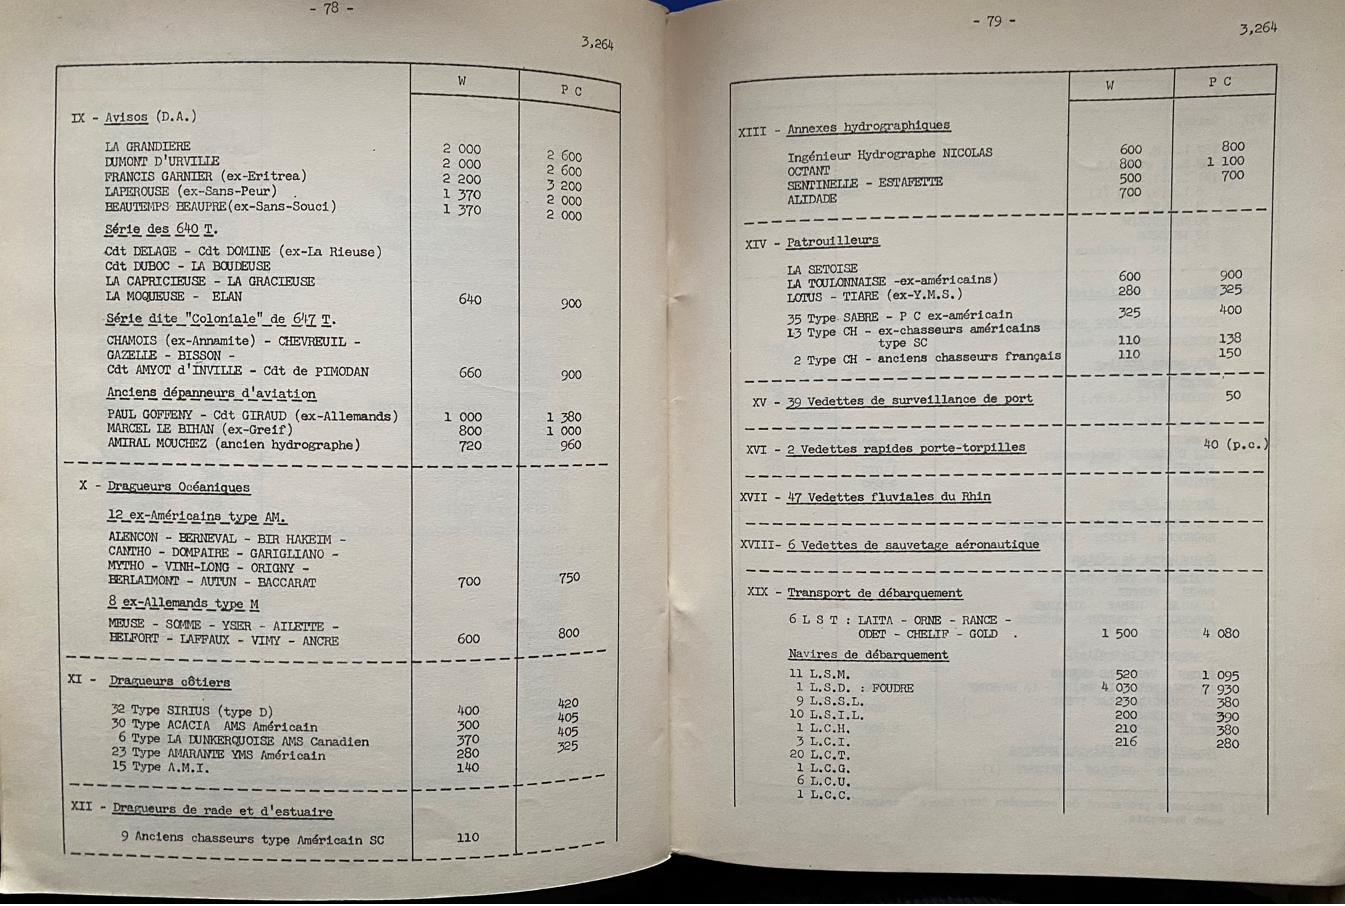 - 78 -
3,264
W P C
IX - Avisos (D.A.)
LA GRANDIERE 2 000 2 600
DUMONT D'URVILLE 2 000 2 600
FRANCIS GARNIER (ex-Eritrea) 2 200 3 200
LAPEROUSE (ex-Sans-Peur) 1 370 2 000
BEAUTEMPS BEAUPRE(ex-Sans-Souci) 1 370 2 000
Série des 640 T.
Cdt DELAGE - Cdt DOMINE (ex-La Rieuse)
Cdt DUBOC - LA BOUDEUSE
LA CAPRICIEUSE - LA GRACIEUSE
LA MOQUEUSE - ELAN 640 900
Série dite "Coloniale" de 647 T.
CHAMOIS (ex-Annamite) - CHEVREUIL -
GAZELLE - BISSON -
Cdt AMYOT d'INVILLE - Cdt de PIMODAN 660 900
Anciens dépanneurs d'aviation
PAUL GOFFENY - Cdt GIRAUD (ex-Allemands) 1 000 1 380
MARCEL LE BIHAN (ex-Greif) 800 1 000
AMIRAL MOUCHEZ (ancien hydrographe) 720 960
X - Dragueurs Océaniques
12 ex-Américains type AM.
ALENCON - BERNEVAL - BIR HAKEIM -
CANTHO - DOMPAIRE - GARIGLIANO -
MYTHO - VINH-LONG - ORIGNY -
BERLAIMONT - AUTUN - BACCARAT 700 750
8 ex-Allemands type M
MEUSE - SOMME - YSER - AILETTE -
BELFORT - LAFFAUX - VIMY - ANCRE 600 800
XI - Dragueurs côtiers
32 Type SIRIUS (type D) 400 420
30 Type ACACIA AMS Américain 300 405
6 Type LA DUNKERQUOISE AMS Canadien 370 405
23 Type AMARANTE YMS Américain 280 325
15 Type A.M.I. 140
XII - Dragueurs de rade et d'estuaire
9 Anciens chasseurs type Américain SC 110
- 79 -
3,264
W P C
XIII - Annexes hydrographiques
Ingénieur Hydrographe NICOLAS 600 800
OCTANT 800 1 100
SENTINELLE - ESTAFETTE 500 700
ALIDADE 700
XIV - Patrouilleurs
LA SETOISE
LA TOULONNAISE -ex-américains) 600 900
LOTUS - TIARE (ex-Y.M.S.) 280 325
35 Type SABRE - P C ex-américain 325 400
13 Type CH - ex-chasseurs américains
type SC 110 138
2 Type CH - anciens chasseurs français 110 150
XV - 39 Vedettes de surveillance de port 50
XVI - 2 Vedettes rapides porte-torpilles 40 (p.c.)
XVII - 47 Vedettes fluviales du Rhin
XVIII- 6 Vedettes de sauvetage aéronautique
XIX - Transport de débarquement
6 L S T : LAITA - ORNE - RANCE -
ODET - CHELIF - GOLD . 1 500 4 080
Navires de débarquement
11 L.S.M. 520 1 095
1 L.S.D. : FOUDRE 4 030 7 930
9 L.S.S.L. 230 380
10 L.S.I.L. 200 390
1 L.C.H. 210 380
3 L.C.I. 216 280
20 L.C.T.
1 L.C.G.
6 L.C.U.
1 L.C.C.